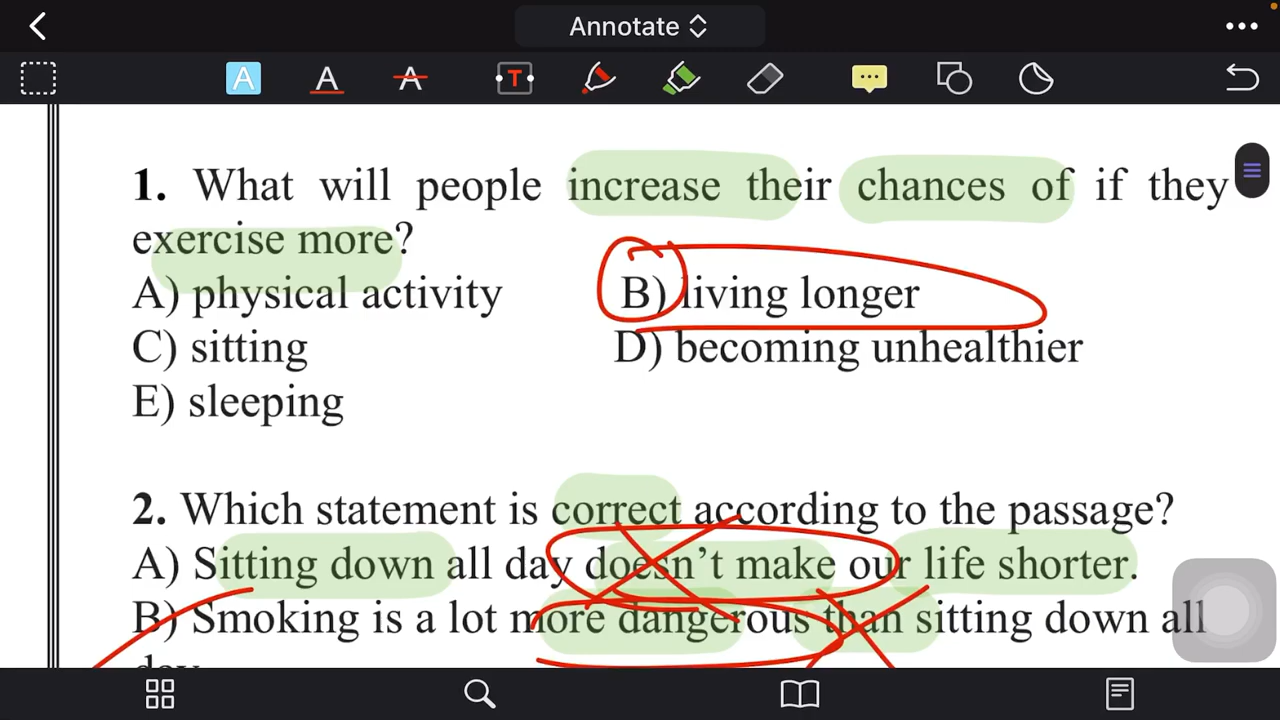 Annotate
A A A T
1. What will people increase their chances of if they
exercise more?
A) physical activity B) living longer
C) sitting D) becoming unhealthier
E) sleeping
2. Which statement is correct according to the passage?
A) Sitting down all day doesn’t make our life shorter.
B) Smoking is a lot more dangerous than sitting down all
day